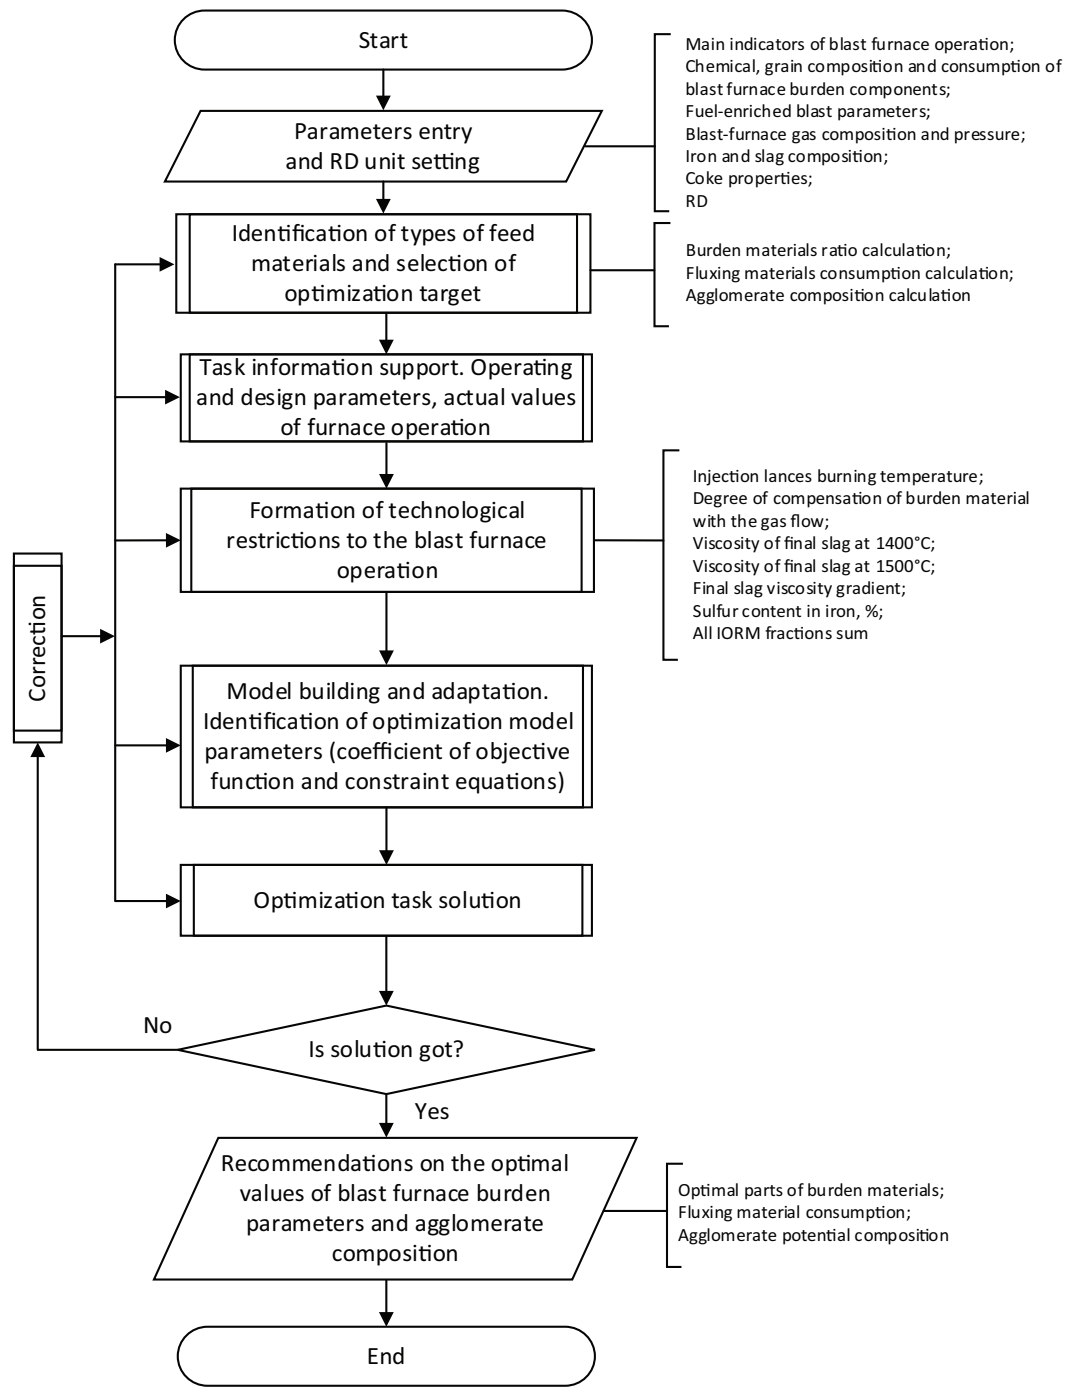 Start
Parameters entry
and RD unit setting
Main indicators of blast furnace operation;
Chemical, grain composition and consumption of
blast furnace burden components;
Fuel-enriched blast parameters;
Blast-furnace gas composition and pressure;
Iron and slag composition;
Coke properties;
RD
Identification of types of feed
materials and selection of
optimization target
Burden materials ratio calculation;
Fluxing materials consumption calculation;
Agglomerate composition calculation
Task information support. Operating
and design parameters, actual values
of furnace operation
Formation of technological
restrictions to the blast furnace
operation
Injection lances burning temperature;
Degree of compensation of burden material
with the gas flow;
Viscosity of final slag at 1400°C;
Viscosity of final slag at 1500°C;
Final slag viscosity gradient;
Sulfur content in iron, %;
All IORM fractions sum
Correction
Model building and adaptation.
Identification of optimization model
parameters (coefficient of objective
function and constraint equations)
Optimization task solution
No
Is solution got?
Yes
Recommendations on the optimal
values of blast furnace burden
parameters and agglomerate
composition
Optimal parts of burden materials;
Fluxing material consumption;
Agglomerate potential composition
End